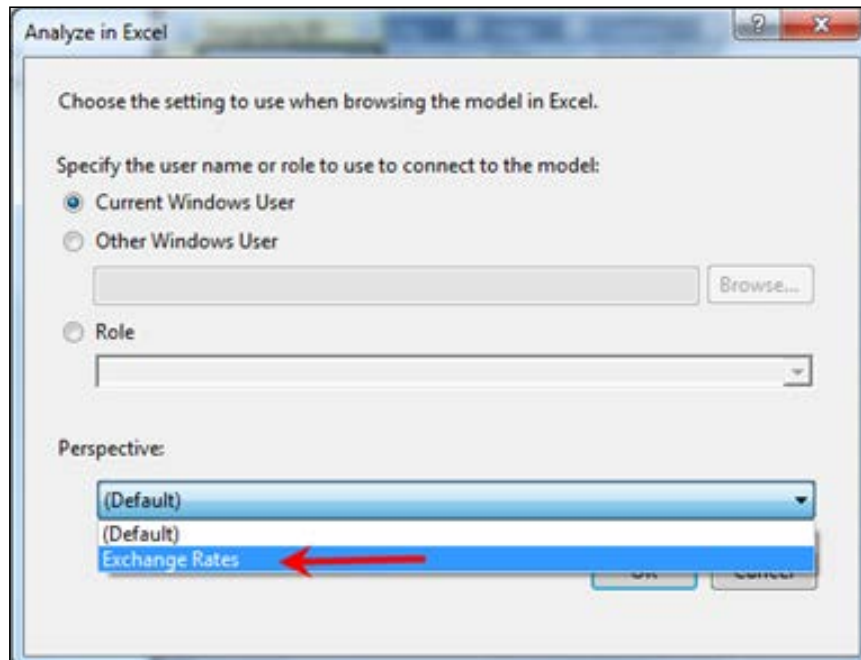 Analyze in Excel
Choose the setting to use when browsing the model in Excel.
Specify the user name or role to use to connect to the model:
Current Windows User
Other Windows User
Browse...
Role
Perspective:
(Default)
(Default)
Exchange Rates
OK Cancel